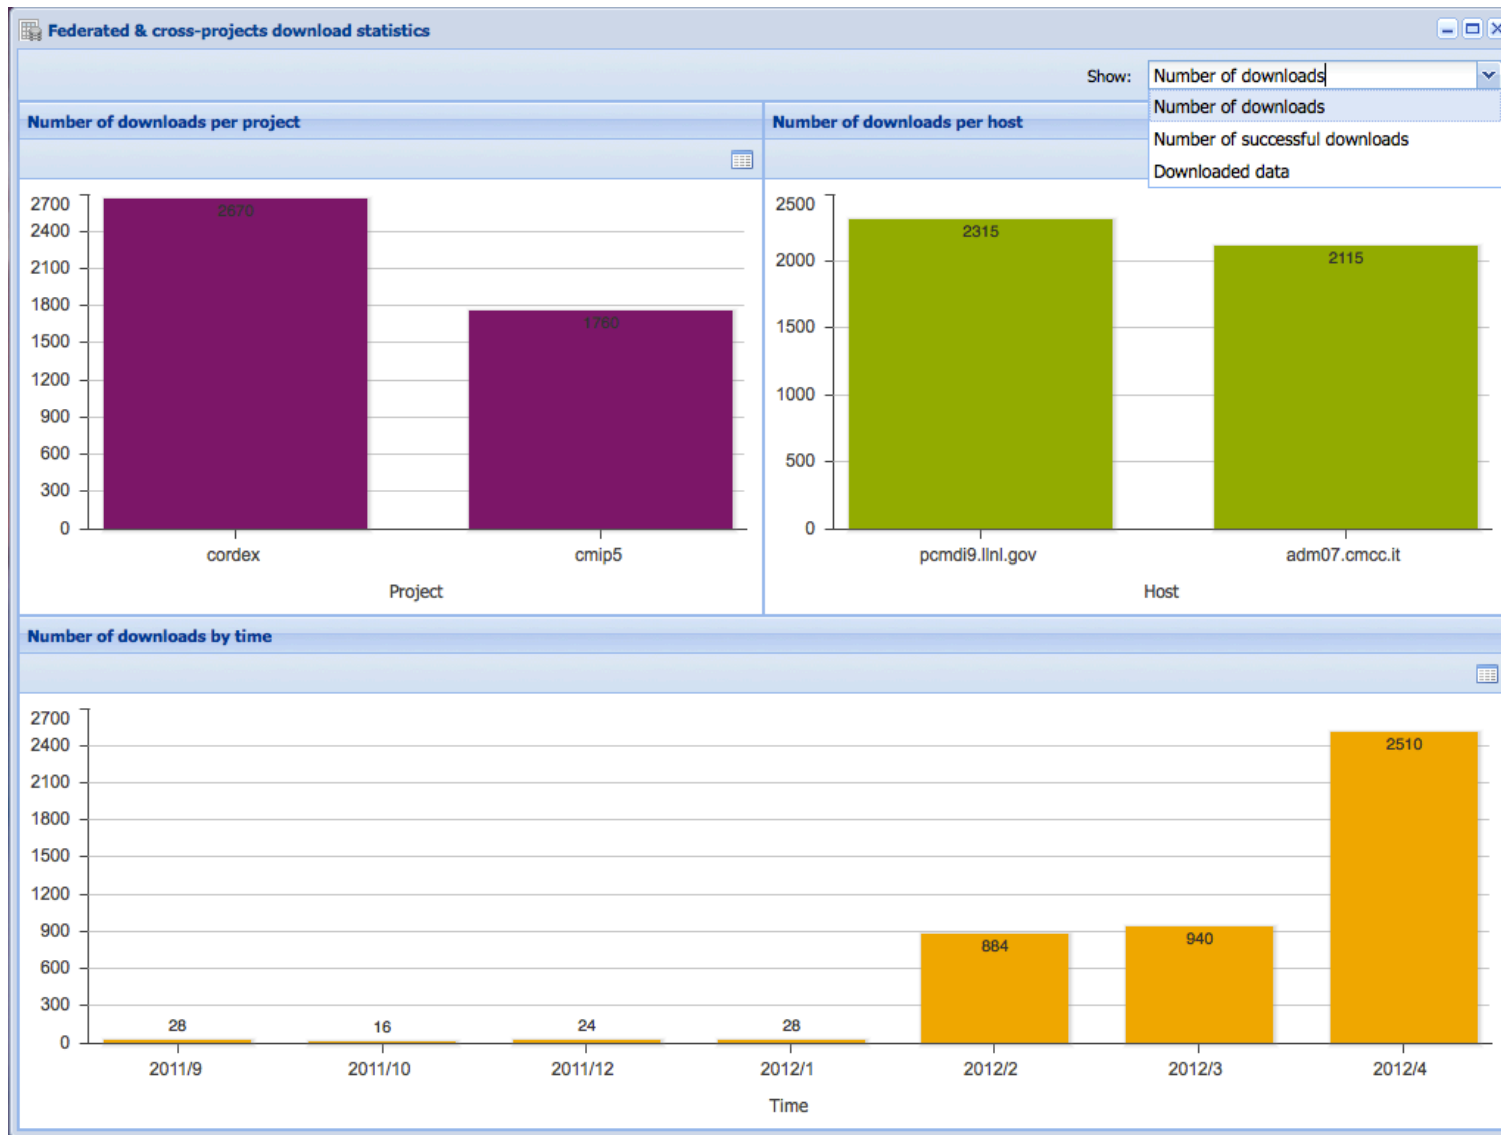 Federated & cross-projects download statistics
Show: Number of downloads
Number of downloads
Number of successful downloads
Downloaded data
Number of downloads per project
2700
2400
2100
1800
1500
1200
900
600
300
0
2670
1760
cordex
cmip5
Project
Number of downloads per host
2500
2000
1500
1000
500
0
2315
2115
pcmdi9.llnl.gov
adm07.cmcc.it
Host
Number of downloads by time
2700
2400
2100
1800
1500
1200
900
600
300
0
28
16
24
28
884
940
2510
2011/9
2011/10
2011/12
2012/1
2012/2
2012/3
2012/4
Time